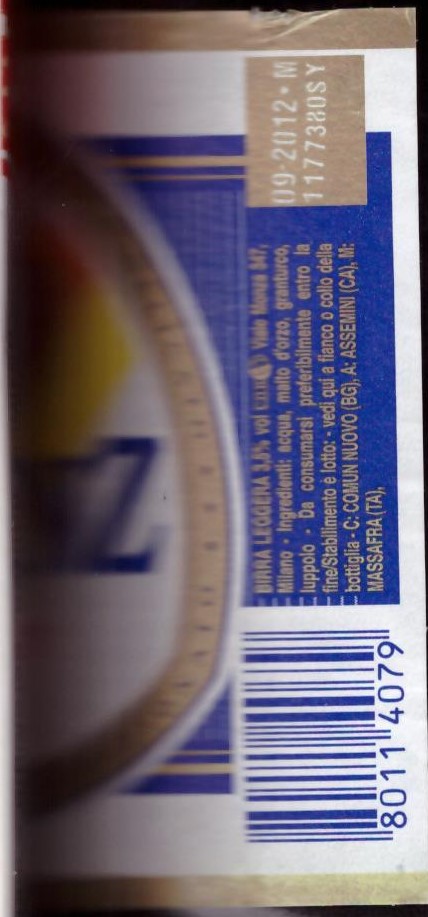 09-2012 • M
1177380SY
BIRRA LEGGERA 3,5% vol Viale Monza 347,
Milano - Ingredienti: acqua, malto d'orzo, granturco,
luppolo - Da consumarsi preferibilmente entro la
fine/Stabilimento e lotto: - vedi qui a fianco o collo della
bottiglia - C: COMUN NUOVO (BG), A: ASSEMINI (CA), M:
MASSAFRA (TA),
80114079
Z